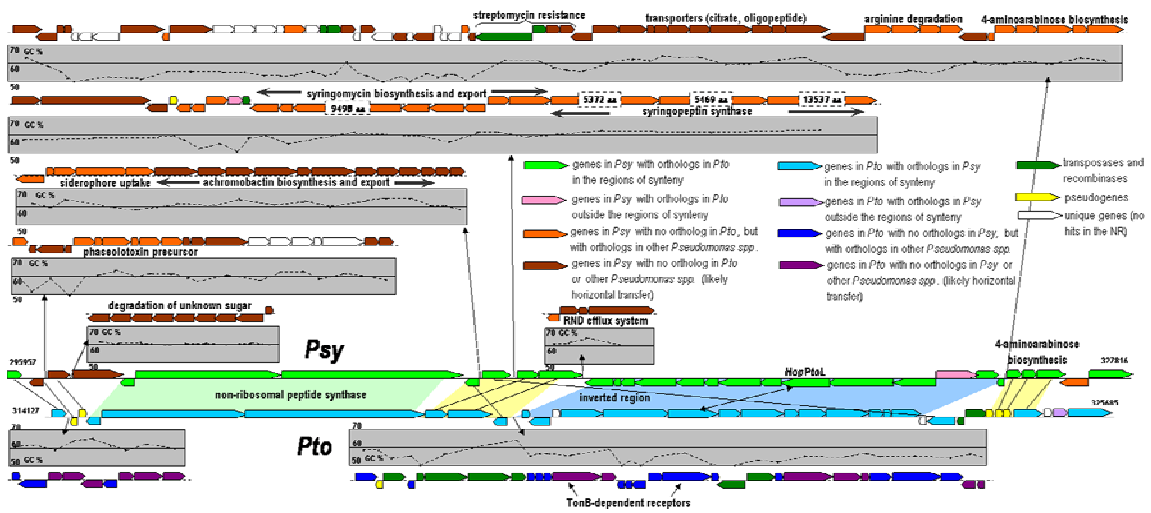 streptomycin resistance
transporters (citrate, oligopeptide)
arginine degradation
4-aminoarabinose biosynthesis
70 GC %
60
50
syringomycin biosynthesis and export
9498 aa
5372 aa
5469 aa
13537 aa
syringopeptin synthase
70
GC %
60
50
siderophore uptake
achromobactin biosynthesis and export
70 GC %
60
50
phaseolotoxin precursor
70 GC %
60
50
genes in Psy with orthologs in Pto
in the regions of synteny
genes in Psy with orthologs in Pto
outside the regions of synteny
genes in Psy with no ortholog in Pto, but
with orthologs in other Pseudomonas spp.
genes in Psy with no ortholog in Pto
or other Pseudomonas spp. (likely
horizontal transfer)
genes in Pto with orthologs in Psy
in the regions of synteny
genes in Pto with orthologs in Psy
outside the regions of synteny
genes in Pto with no orthologs in Psy, but
with orthologs in other Pseudomonas spp.
genes in Pto with no orthologs in Psy or
other Pseudomonas spp. (likely horizontal
transfer)
transposases and
recombinases
pseudogenes
unique genes (no
hits in the NR)
degradation of unknown sugar
70 GC %
60
50
RND efflux system
70 GC %
60
50
Psy
4-aminoarabinose
biosynthesis
295957
327816
HopPtoL
non-ribosomal peptide synthase
inverted region
314127
325685
Pto
70
60
50 GC %
70
60
50 GC %
TonB-dependent receptors